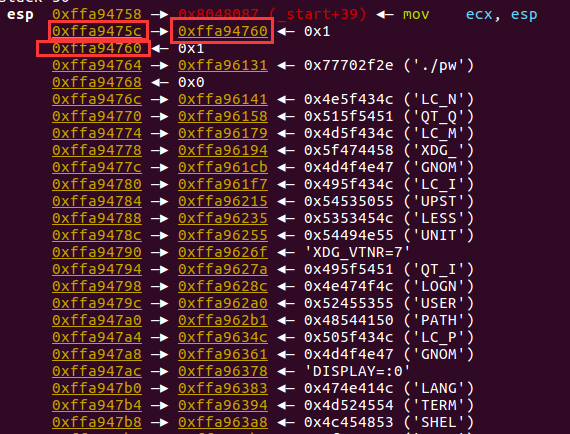 esp 0xffa94758 —▸ 0x8048087 (_start+39) ◂— mov ecx, esp
0xffa9475c —▸ 0xffa94760 ◂— 0x1
0xffa94760 ◂— 0x1
0xffa94764 —▸ 0xffa96131 ◂— 0x77702f2e ('./pw')
0xffa94768 ◂— 0x0
0xffa9476c —▸ 0xffa96141 ◂— 0x4e5f434c ('LC_N')
0xffa94770 —▸ 0xffa96158 ◂— 0x515f5451 ('QT_Q')
0xffa94774 —▸ 0xffa96179 ◂— 0x4d5f434c ('LC_M')
0xffa94778 —▸ 0xffa96194 ◂— 0x5f474458 ('XDG_')
0xffa9477c —▸ 0xffa961cb ◂— 0x4d4f4e47 ('GNOM')
0xffa94780 —▸ 0xffa961f7 ◂— 0x495f434c ('LC_I')
0xffa94784 —▸ 0xffa96215 ◂— 0x54535055 ('UPST')
0xffa94788 —▸ 0xffa96235 ◂— 0x5353454c ('LESS')
0xffa9478c —▸ 0xffa96255 ◂— 0x54494e55 ('UNIT')
0xffa94790 —▸ 0xffa9626f ◂— 'XDG_VTNR=7'
0xffa94794 —▸ 0xffa9627a ◂— 0x495f5451 ('QT_I')
0xffa94798 —▸ 0xffa9628c ◂— 0x4e474f4c ('LOGN')
0xffa9479c —▸ 0xffa962a0 ◂— 0x52455355 ('USER')
0xffa947a0 —▸ 0xffa962b1 ◂— 0x48544150 ('PATH')
0xffa947a4 —▸ 0xffa9634c ◂— 0x505f434c ('LC_P')
0xffa947a8 —▸ 0xffa96361 ◂— 0x4d4f4e47 ('GNOM')
0xffa947ac —▸ 0xffa96378 ◂— 'DISPLAY=:0'
0xffa947b0 —▸ 0xffa96383 ◂— 0x474e414c ('LANG')
0xffa947b4 —▸ 0xffa96394 ◂— 0x4d524554 ('TERM')
0xffa947b8 —▸ 0xffa963a8 ◂— 0x4c454853 ('SHEL')